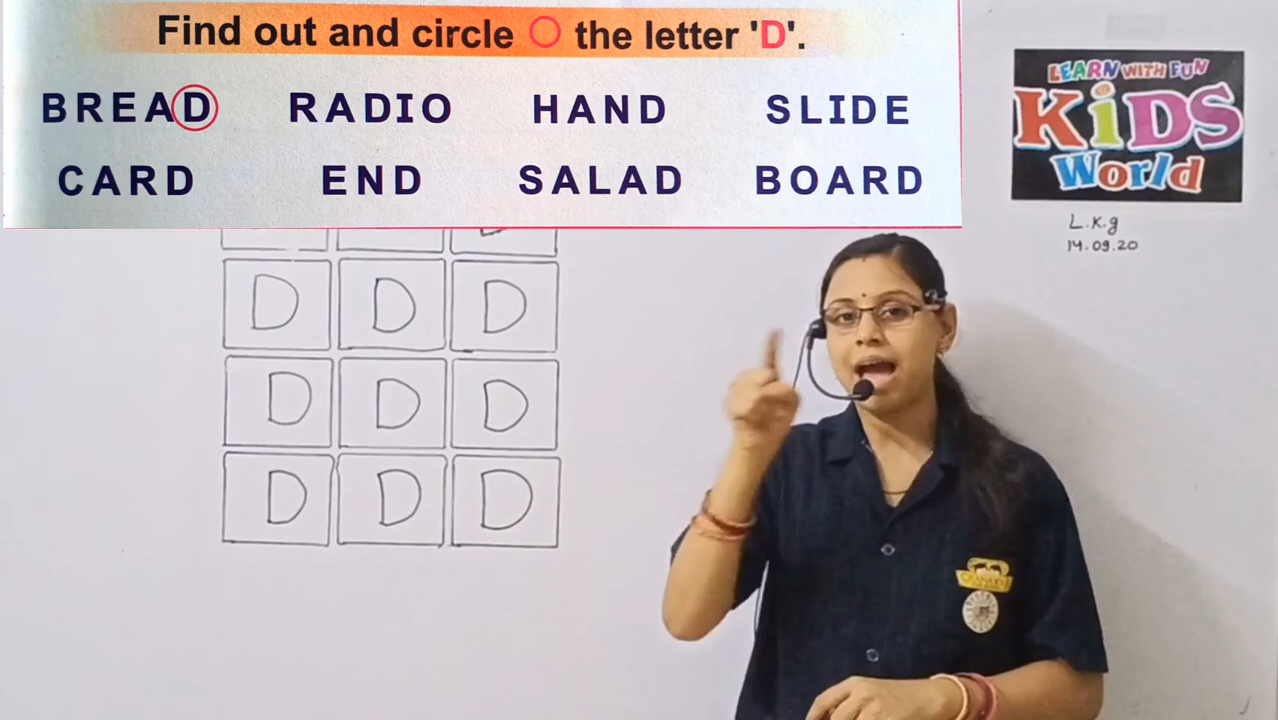 Find out and circle the letter 'D'.
BREAD RADIO HAND SLIDE
CARD END SALAD BOARD
LEARN WITH FUN
KiDS
World
L.K.g
14.09.20
D D D
D D D
D D D